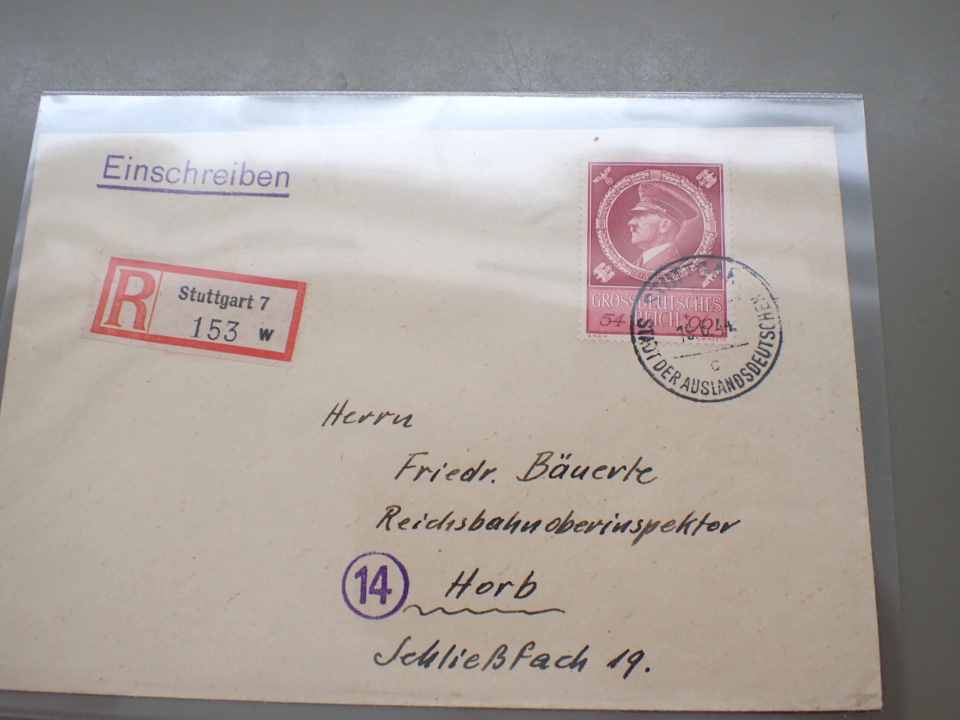 Einschreiben
R
Stuttgart 7
153 w
GROSSDEUTSCHES
REICH
54
STADT DER AUSLANDSDEUTSCHEN
c
Herrn
Friedr. Bäuerle
Reichsbahnoberinspektor
14
Horb
Schließfach 19.